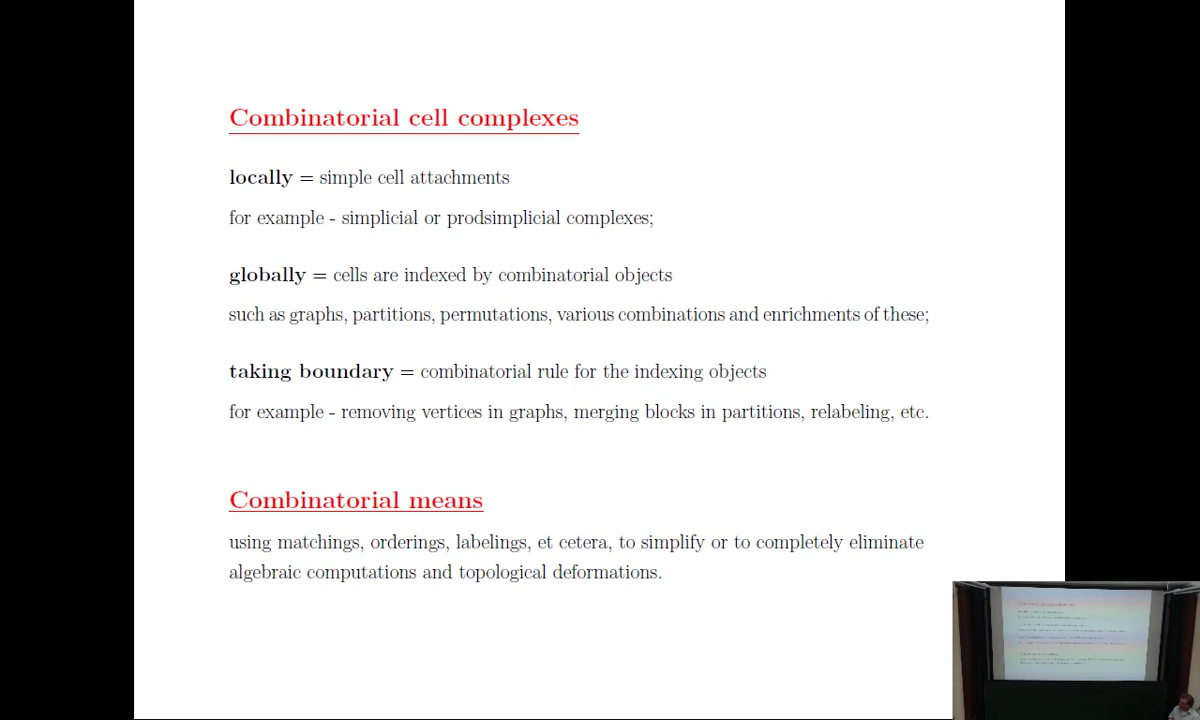 Combinatorial cell complexes
locally = simple cell attachments
for example - simplicial or prodsimplicial complexes;
globally = cells are indexed by combinatorial objects
such as graphs, partitions, permutations, various combinations and enrichments of these;
taking boundary = combinatorial rule for the indexing objects
for example - removing vertices in graphs, merging blocks in partitions, relabeling, etc.
Combinatorial means
using matchings, orderings, labelings, et cetera, to simplify or to completely eliminate
algebraic computations and topological deformations.